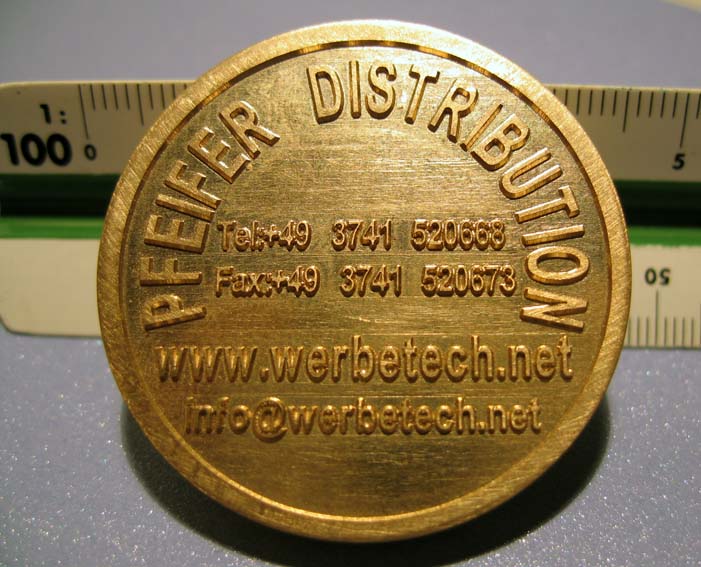 PFEIFER DISTRIBUTION
Tel:+49 3741 520668
Fax:+49 3741 520673
www.werbetech.net
info@werbetech.net
1:
100 0
5
50